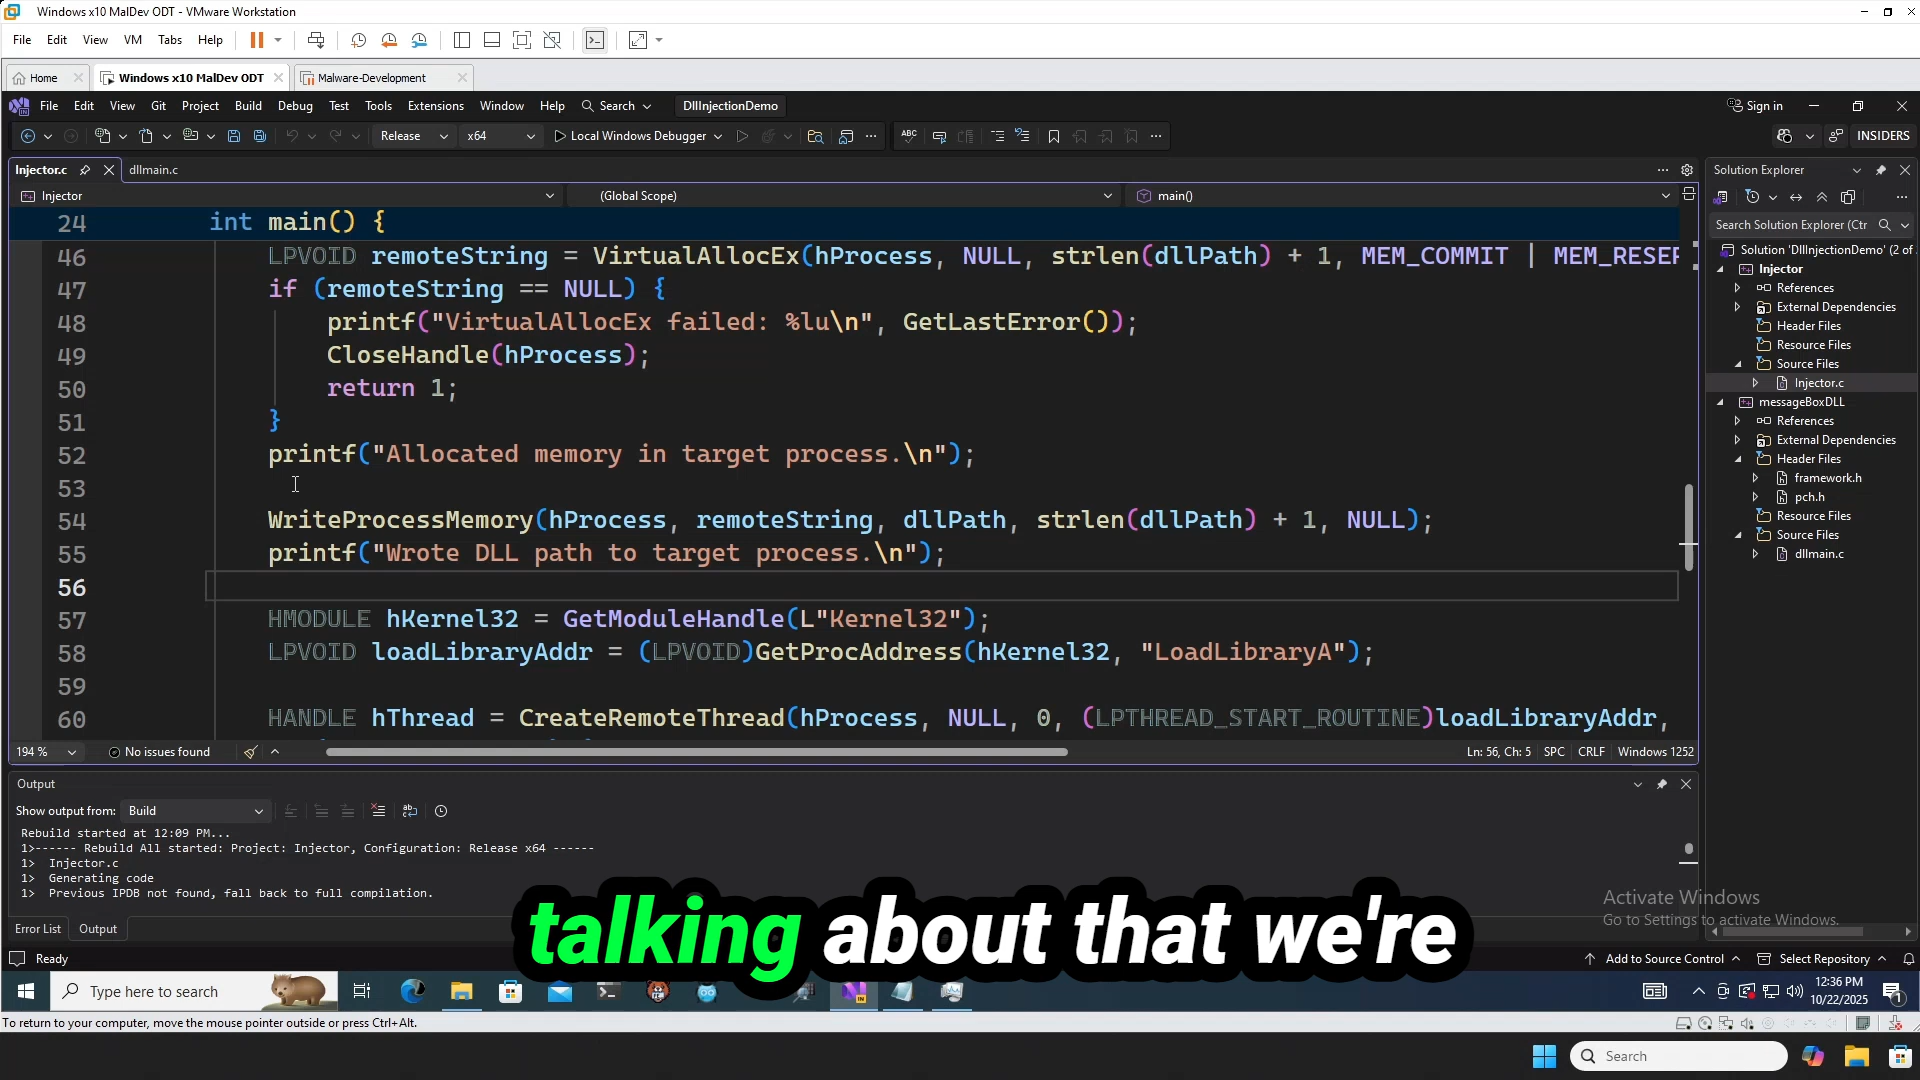 Windows x10 MalDev ODT - VMware Workstation
File Edit View VM Tabs Help
Home Windows x10 MalDev ODT Malware-Development
File Edit View Git Project Build Debug Test Tools Extensions Window Help Search DllInjectionDemo Sign in
Release x64 Local Windows Debugger INSIDERS
Injector.c dllmain.c
Injector (Global Scope) main()
24 int main() {
46 LPVOID remoteString = VirtualAllocEx(hProcess, NULL, strlen(dllPath) + 1, MEM_COMMIT | MEM_RESER
47 if (remoteString == NULL) {
48 printf("VirtualAllocEx failed: %lu\n", GetLastError());
49 CloseHandle(hProcess);
50 return 1;
51 }
52 printf("Allocated memory in target process.\n");
53
54 WriteProcessMemory(hProcess, remoteString, dllPath, strlen(dllPath) + 1, NULL);
55 printf("Wrote DLL path to target process.\n");
56
57 HMODULE hKernel32 = GetModuleHandle(L"Kernel32");
58 LPVOID loadLibraryAddr = (LPVOID)GetProcAddress(hKernel32, "LoadLibraryA");
59
60 HANDLE hThread = CreateRemoteThread(hProcess, NULL, 0, (LPTHREAD_START_ROUTINE)loadLibraryAddr,
194 % No issues found Ln: 56, Ch: 5 SPC CRLF Windows 1252
Solution Explorer
Search Solution Explorer (Ctr
Solution 'DllInjectionDemo' (2 of
Injector
References
External Dependencies
Header Files
Resource Files
Source Files
Injector.c
messageBoxDLL
References
External Dependencies
Header Files
framework.h
pch.h
Resource Files
Source Files
dllmain.c
Output
Show output from: Build
Rebuild started at 12:09 PM...
1>------ Rebuild All started: Project: Injector, Configuration: Release x64 ------
1> Injector.c
1> Generating code
1> Previous IPDB not found, fall back to full compilation.
Error List Output
talking about that we're
Activate Windows
Go to Settings to activate Windows.
Ready Add to Source Control Select Repository
Type here to search
12:36 PM
10/22/2025
1
To return to your computer, move the mouse pointer outside or press Ctrl+Alt.
Search